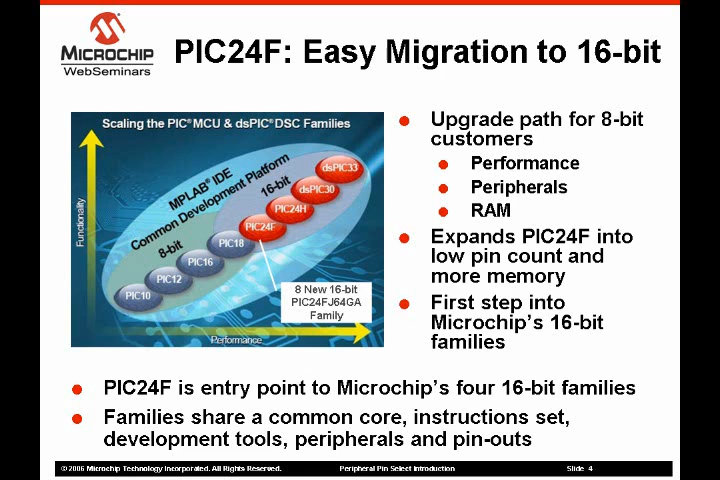 MICROCHIP
WebSeminars
PIC24F: Easy Migration to 16-bit
Scaling the PIC® MCU & dsPIC® DSC Families
Functionality
MPLAB® IDE
Common Development Platform
8-bit
16-bit
PIC10
PIC12
PIC16
PIC18
PIC24F
PIC24H
dsPIC30
dsPIC33
8 New 16-bit
PIC24FJ64GA
Family
Performance
● Upgrade path for 8-bit
customers
● Performance
● Peripherals
● RAM
● Expands PIC24F into
low pin count and
more memory
● First step into
Microchip's 16-bit
families
● PIC24F is entry point to Microchip's four 16-bit families
● Families share a common core, instructions set,
development tools, peripherals and pin-outs
© 2006 Microchip Technology Incorporated. All Rights Reserved. Peripheral Pin Select Introduction Slide 4